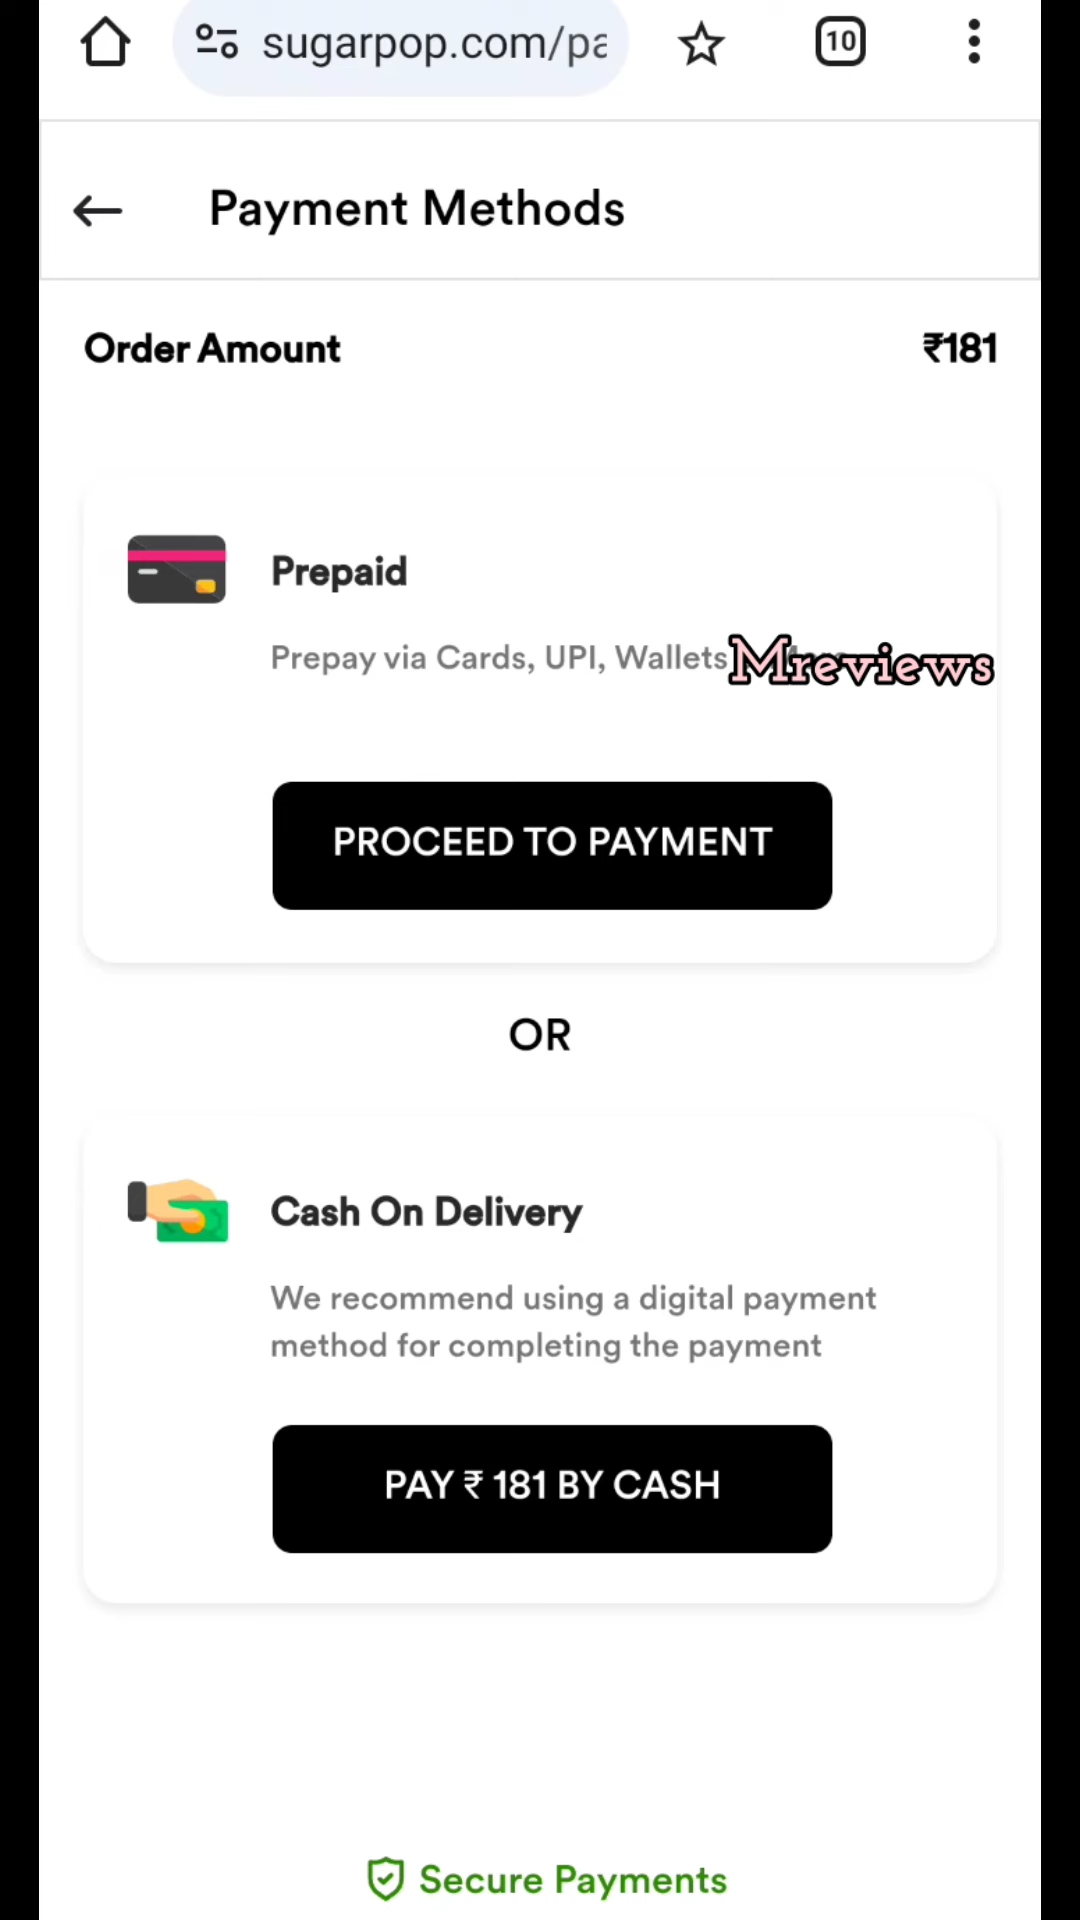 sugarpop.com/pa
10
Payment Methods
Order Amount ₹181
Prepaid
Prepay via Cards, UPI, Wallets
Mreviews
PROCEED TO PAYMENT
OR
Cash On Delivery
We recommend using a digital payment
method for completing the payment
PAY ₹ 181 BY CASH
Secure Payments